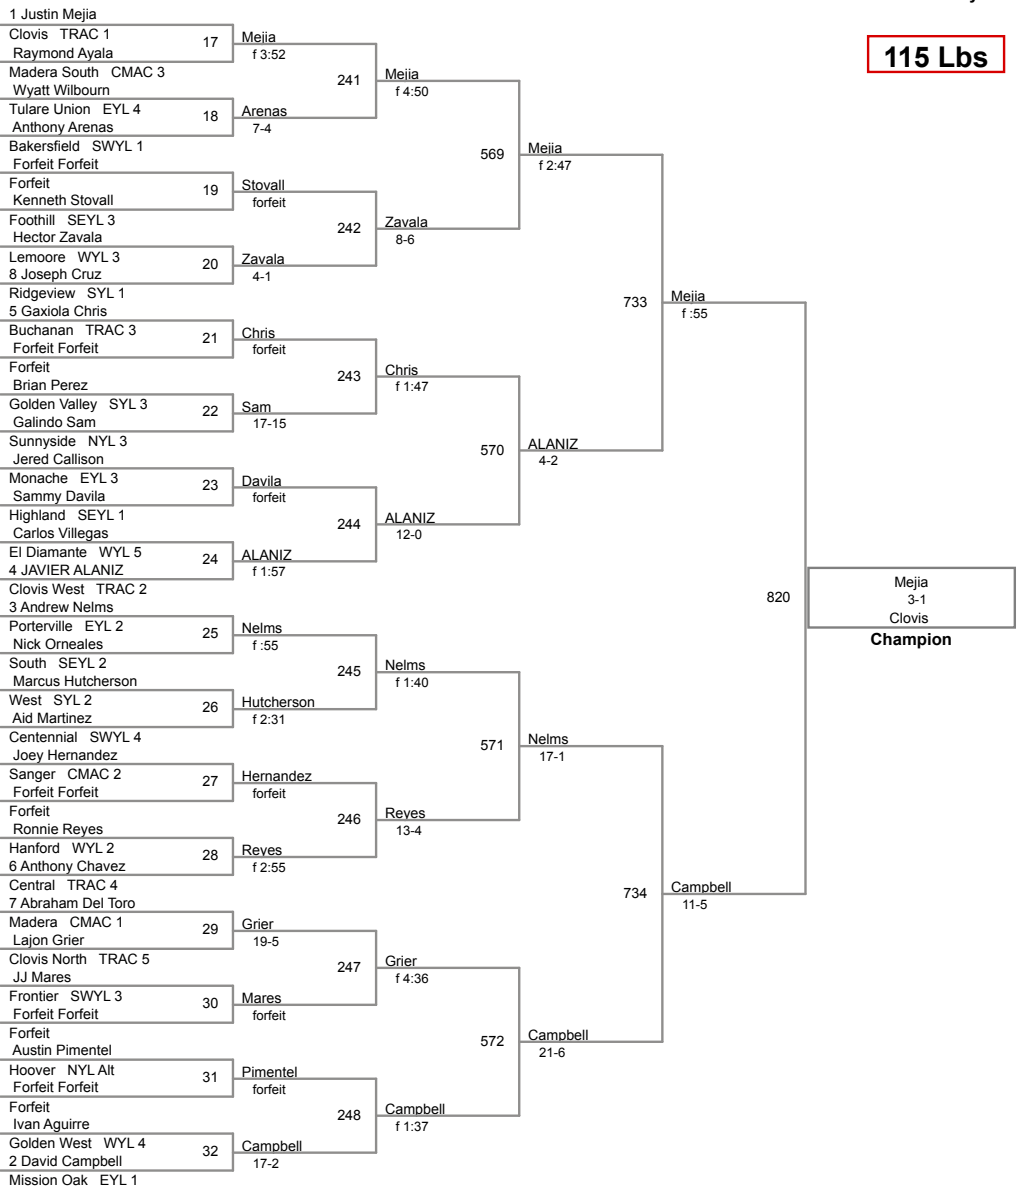 1 Justin Mejia
Clovis TRAC 1
Raymond Ayala
Madera South CMAC 3
Wyatt Wilbourn
Tulare Union EYL 4
Anthony Arenas
Bakersfield SWYL 1
Forfeit Forfeit
Forfeit
Kenneth Stovall
Foothill SEYL 3
Hector Zavala
Lemoore WYL 3
8 Joseph Cruz
Ridgeview SYL 1
5 Gaxiola Chris
Buchanan TRAC 3
Forfeit Forfeit
Forfeit
Brian Perez
Golden Valley SYL 3
Galindo Sam
Sunnyside NYL 3
Jered Callison
Monache EYL 3
Sammy Davila
Highland SEYL 1
Carlos Villegas
El Diamante WYL 5
4 JAVIER ALANIZ
Clovis West TRAC 2
3 Andrew Nelms
Porterville EYL 2
Nick Orneales
South SEYL 2
Marcus Hutcherson
West SYL 2
Aid Martinez
Centennial SWYL 4
Joey Hernandez
Sanger CMAC 2
Forfeit Forfeit
Forfeit
Ronnie Reyes
Hanford WYL 2
6 Anthony Chavez
Central TRAC 4
7 Abraham Del Toro
Madera CMAC 1
Lajon Grier
Clovis North TRAC 5
JJ Mares
Frontier SWYL 3
Forfeit Forfeit
Forfeit
Austin Pimentel
Hoover NYL Alt
Forfeit Forfeit
Forfeit
Ivan Aguirre
Golden West WYL 4
2 David Campbell
Mission Oak EYL 1
17
18
19
20
21
22
23
24
25
26
27
28
29
30
31
32
Mejia
f 3:52
Arenas
7-4
Stovall
forfeit
Zavala
4-1
Chris
forfeit
Sam
17-15
Davila
forfeit
ALANIZ
f 1:57
Nelms
f :55
Hutcherson
f 2:31
Hernandez
forfeit
Reyes
f 2:55
Grier
19-5
Mares
forfeit
Pimentel
forfeit
Campbell
17-2
241
242
243
244
245
246
247
248
Mejia
f 4:50
Zavala
8-6
Chris
f 1:47
ALANIZ
12-0
Nelms
f 1:40
Reyes
13-4
Grier
f 4:36
Campbell
f 1:37
569
570
571
572
Mejia
f 2:47
ALANIZ
4-2
Nelms
17-1
Campbell
21-6
733
734
Mejia
f :55
Campbell
11-5
820
115 Lbs
Mejia
3-1
Clovis
Champion